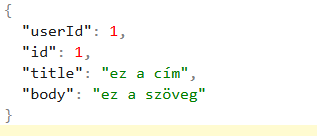 {
  "userId": 1,
  "id": 1,
  "title": "ez a cím",
  "body": "ez a szöveg"
}